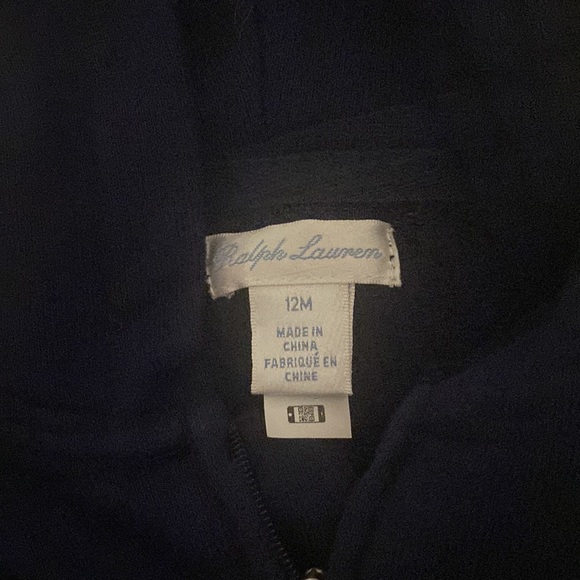 Ralph Lauren
12M
MADE IN
CHINA
FABRIQUÉ EN
CHINE